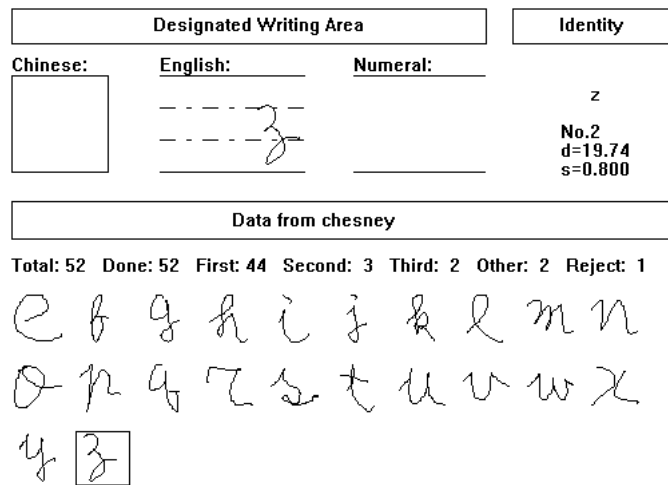 Designated Writing Area Identity
Chinese: English: Numeral:
z
z
No.2
d=19.74
s=0.800
Data from chesney
Total: 52 Done: 52 First: 44 Second: 3 Third: 2 Other: 2 Reject: 1
e f g h i j k l m n
o p q r s t u v w x
y z